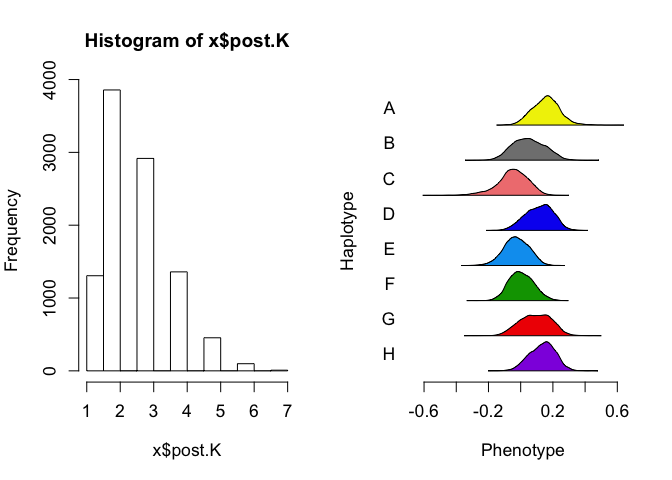 Histogram of x$post.K
Frequency
0
1000
2000
3000
4000
1 2 3 4 5 6 7
x$post.K
Haplotype
A
B
C
D
E
F
G
H
-0.6 -0.2 0.2 0.6
Phenotype